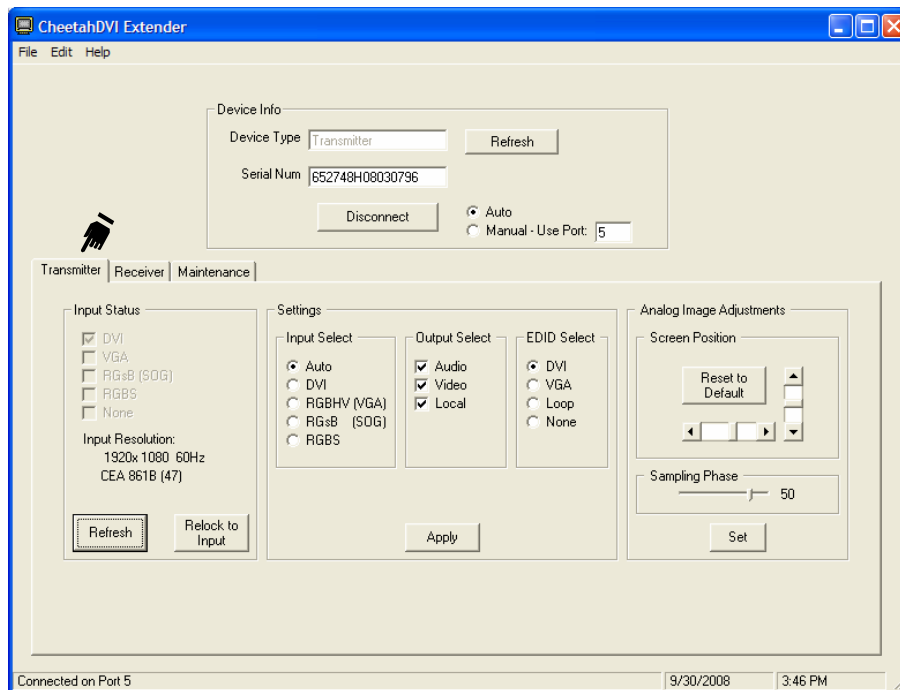 CheetahDVI Extender
File Edit Help
Device Info
Device Type Transmitter Refresh
Serial Num 652748H08030796
Disconnect
Auto
Manual - Use Port: 5
Transmitter Receiver Maintenance
Input Status
DVI
VGA
RGsB (SOG)
RGBS
None
Input Resolution:
1920x 1080 60Hz
CEA 861B (47)
Refresh
Relock to
Input
Settings
Input Select
Auto
DVI
RGBHV (VGA)
RGsB (SOG)
RGBS
Output Select
Audio
Video
Local
EDID Select
DVI
VGA
Loop
None
Apply
Analog Image Adjustments
Screen Position
Reset to
Default
Sampling Phase
50
Set
Connected on Port 5 9/30/2008 3:46 PM